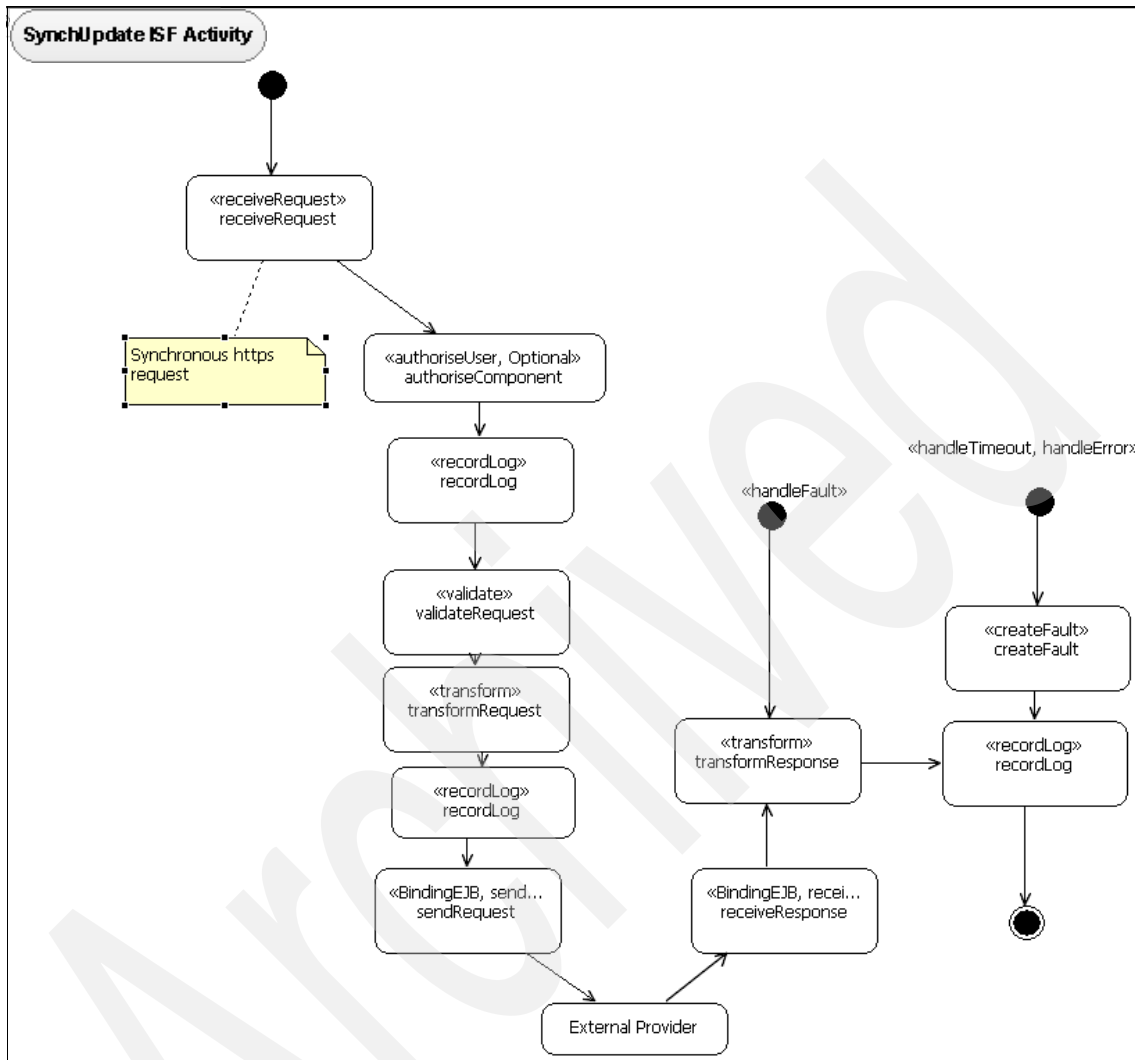 SynchUpdate ISF Activity
«receiveRequest»
receiveRequest
Synchronous https
request
«authoriseUser, Optional»
authoriseComponent
«recordLog»
recordLog
«validate»
validateRequest
«transform»
transformRequest
«recordLog»
recordLog
«BindingEJB, send...
sendRequest
External Provider
«BindingEJB, recei...
receiveResponse
«handleFault»
«transform»
transformResponse
«handleTimeout, handleError»
«createFault»
createFault
«recordLog»
recordLog
Archived